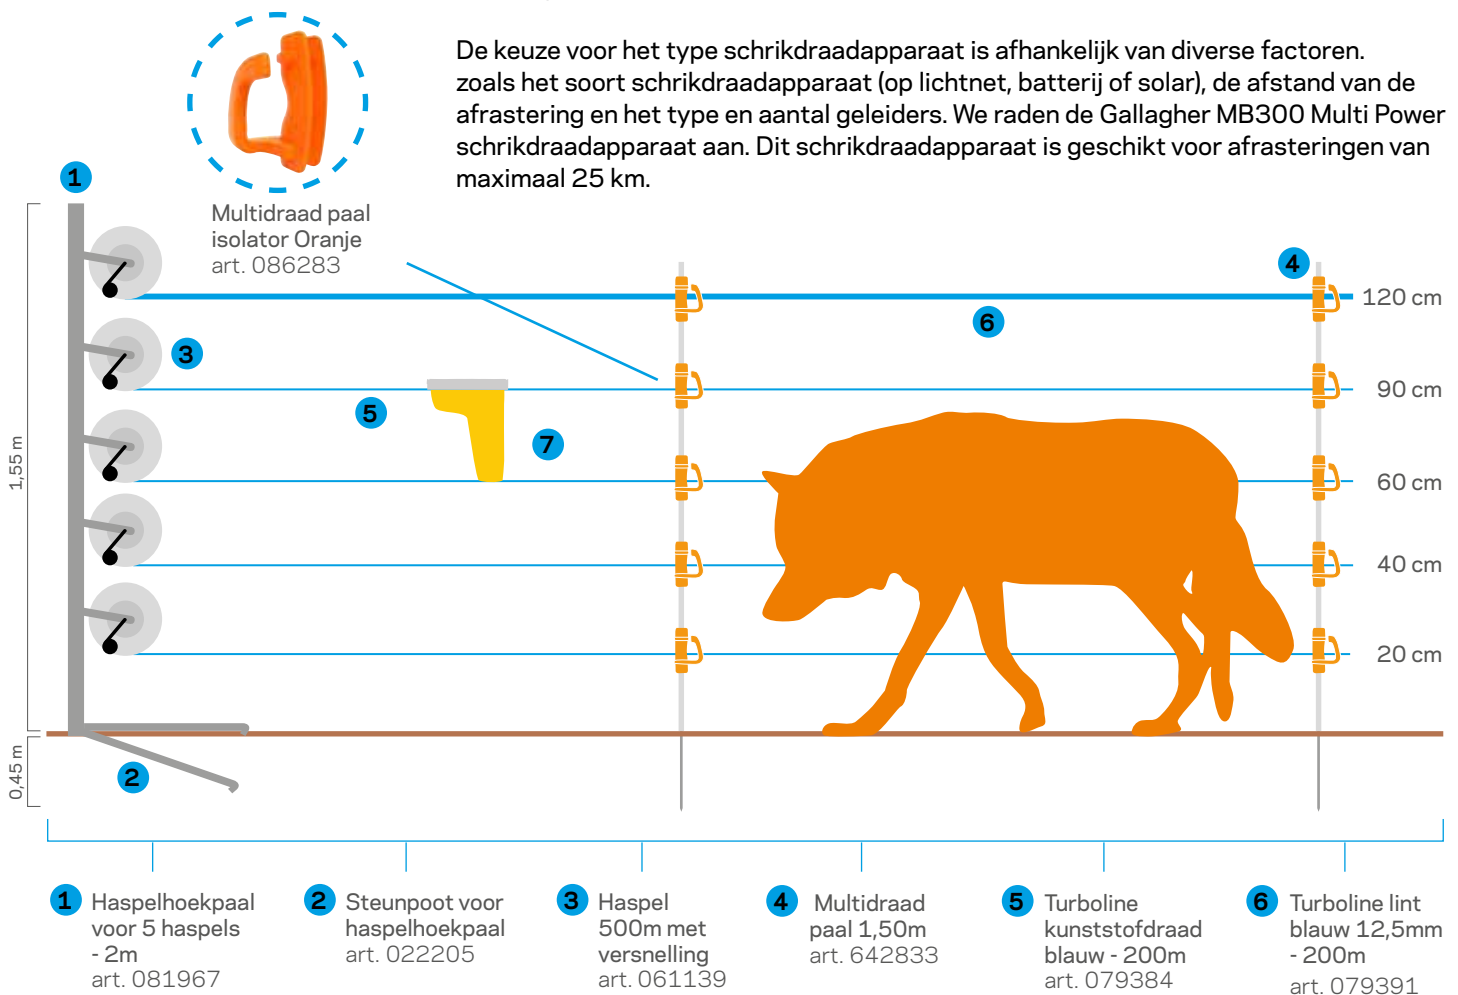 De keuze voor het type schrikdraadapparaat is afhankelijk van diverse factoren.
zoals het soort schrikdraadapparaat (op lichtnet, batterij of solar), de afstand van de
afrastering en het type en aantal geleiders. We raden de Gallagher MB300 Multi Power
schrikdraadapparaat aan. Dit schrikdraadapparaat is geschikt voor afrasteringen van
maximaal 25 km.
1
Multidraad paal
isolator Oranje
art. 086283
4
120 cm
6
3
90 cm
5
7
1,55 m
60 cm
40 cm
20 cm
0,45 m
2
1 Haspelhoekpaal
voor 5 haspels
- 2m
art. 081967
2 Steunpoot voor
haspelhoekpaal
art. 022205
3 Haspel
500m met
versnelling
art. 061139
4 Multidraad
paal 1,50m
art. 642833
5 Turboline
kunststofdraad
blauw - 200m
art. 079384
6 Turboline lint
blauw 12,5mm
- 200m
art. 079391